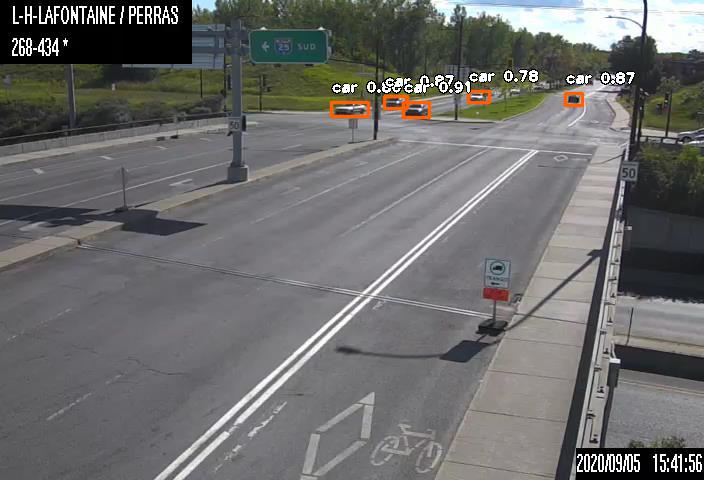 L-H-LAFONTAINE / PERRAS
268-434 *
25 SUD
car 0.87
car 0.91
car 0.78
car 0.87
50
50
TRANSIT
2020/09/05 15:41:56